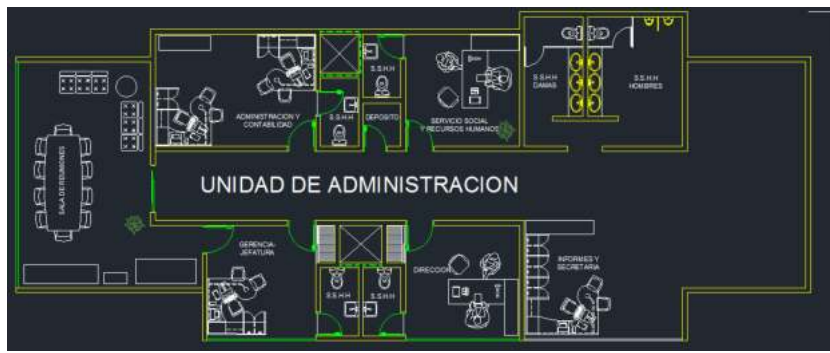 S.S.H.H
DAMAS
S.S.H.H
HOMBRES
S.S.H.H
ADMINISTRACION Y
CONTABILIDAD
S.S.H.H
DEPOSITO
SERVICIO SOCIAL
Y RECURSOS HUMANOS
SALA DE REUNIONES
UNIDAD DE ADMINISTRACION
GERENCIA-
JEFATURA
DIRECCION
INFORMES Y
SECRETARIA
S.S.H.H
S.S.H.H